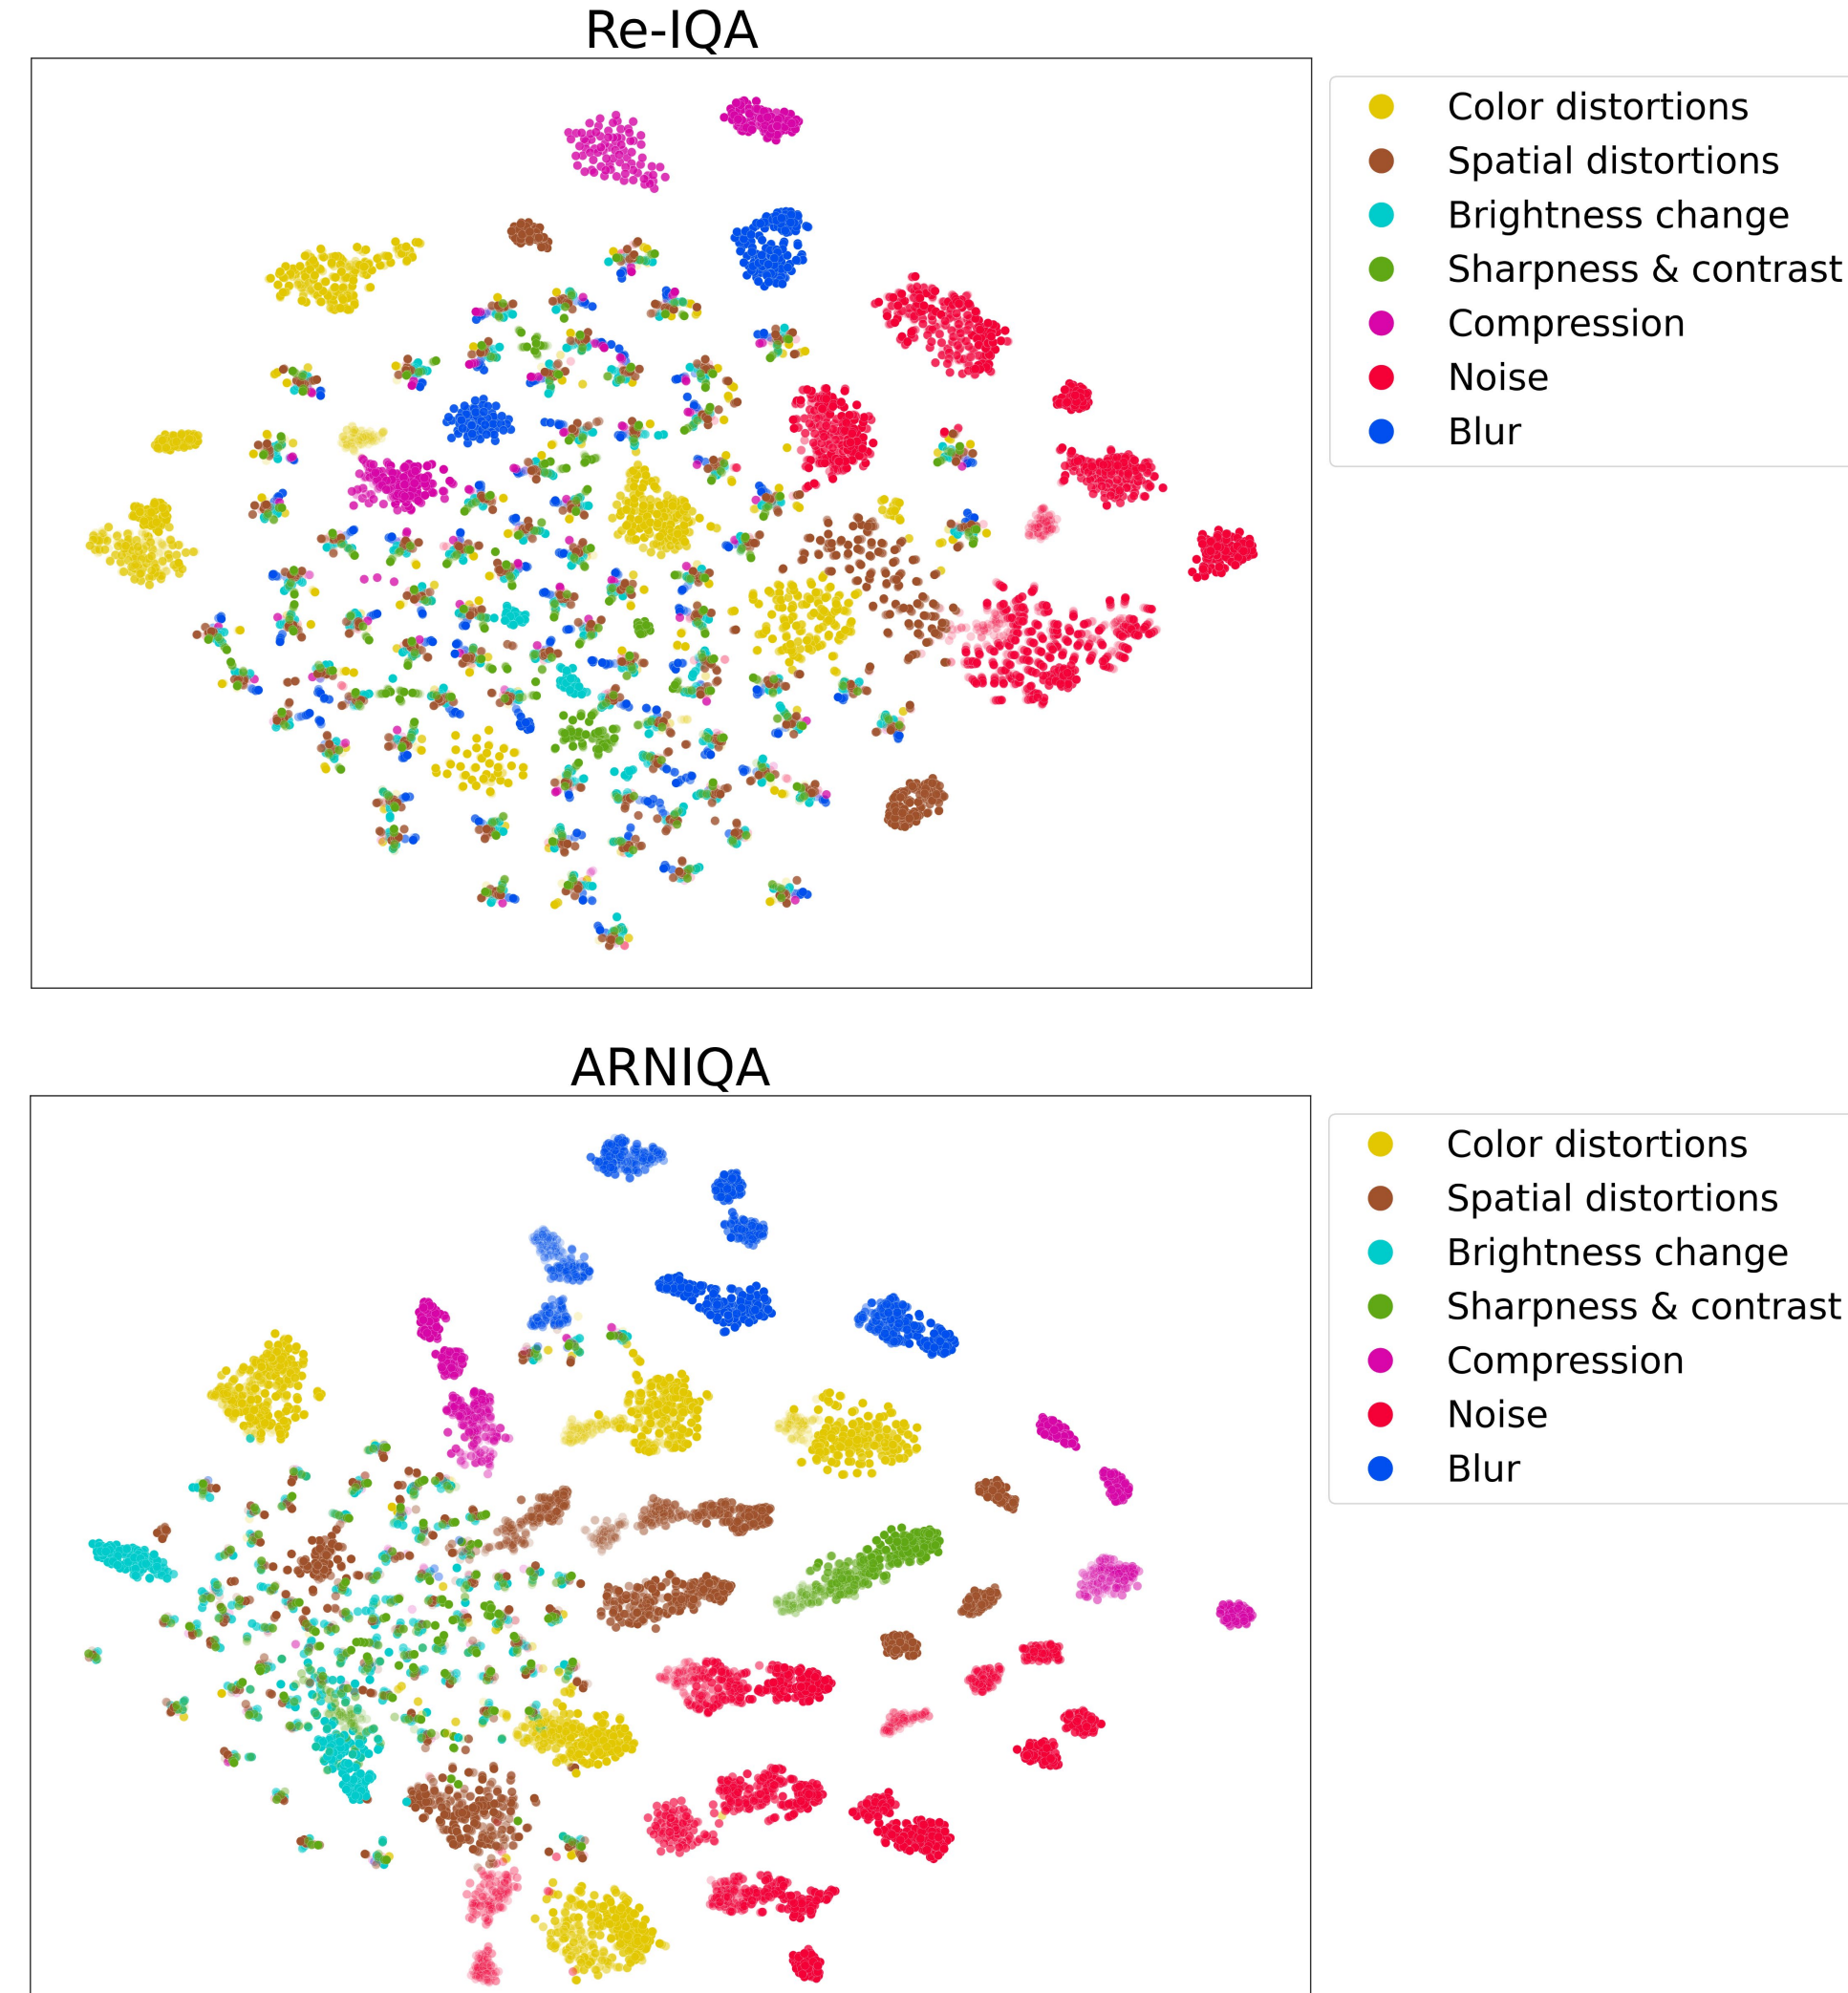 Re-IQA
Color distortions
Spatial distortions
Brightness change
Sharpness & contrast
Compression
Noise
Blur
ARNIQA
Color distortions
Spatial distortions
Brightness change
Sharpness & contrast
Compression
Noise
Blur